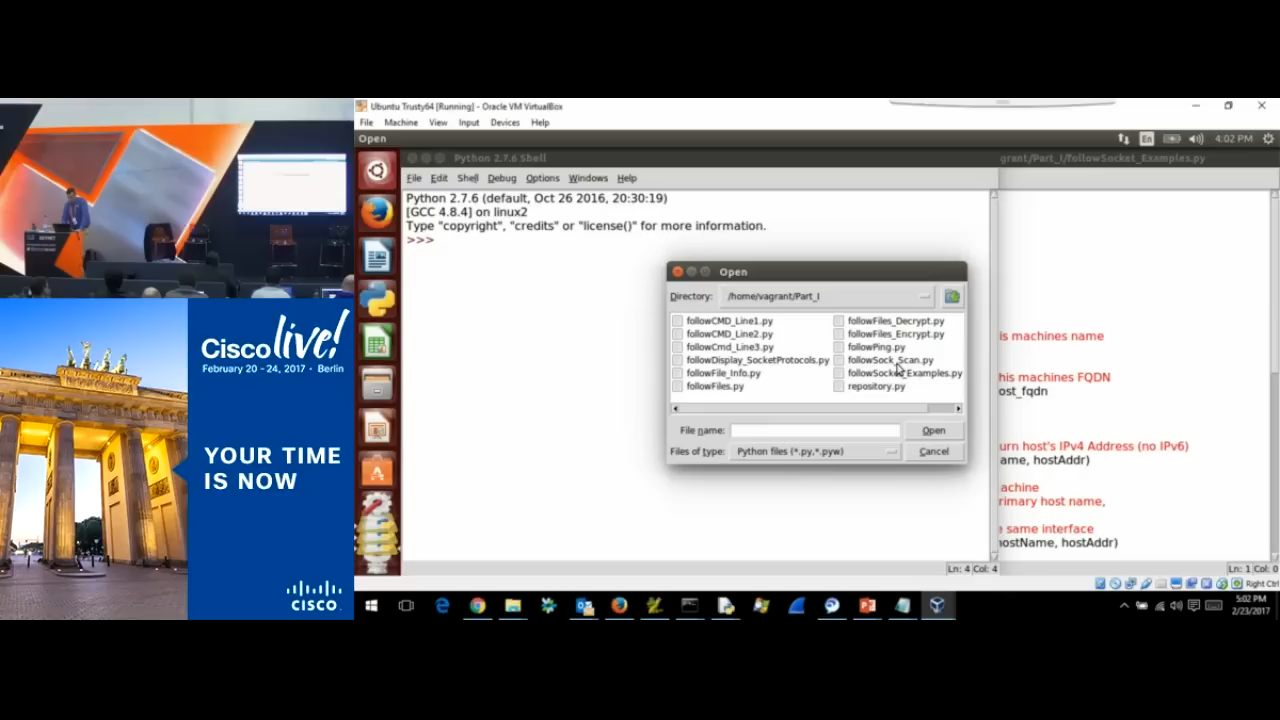 Ubuntu Trusty64 [Running] - Oracle VM VirtualBox
File Machine View Input Devices Help
Open
En
4:02 PM
Python 2.7.6 Shell
grant/Part_I/followSocket_Examples.py
File Edit Shell Debug Options Windows Help
Python 2.7.6 (default, Oct 26 2016, 20:30:19)
[GCC 4.8.4] on linux2
Type "copyright", "credits" or "license()" for more information.
>>>
Open
Directory: /home/vagrant/Part_I
followCMD_Line1.py
followCMD_Line2.py
followCmd_Line3.py
followDisplay_SocketProtocols.py
followFile_Info.py
followFiles.py
followFiles_Decrypt.py
followFiles_Encrypt.py
followPing.py
followSock_Scan.py
followSocket_Examples.py
repository.py
File name:
Open
Files of type: Python files (*.py,*.pyw)
Cancel
is machines name
his machines FQDN
ost_fqdn
urn host's IPv4 Address (no IPv6)
ame, hostAddr)
achine
rimary host name,
e same interface
hostName, hostAddr)
Ln: 4 Col: 4
Ln: 1 Col: 0
Right Ctrl
5:02 PM
2/23/2017
Cisco live!
February 20 - 24, 2017 • Berlin
YOUR TIME
IS NOW
CISCO